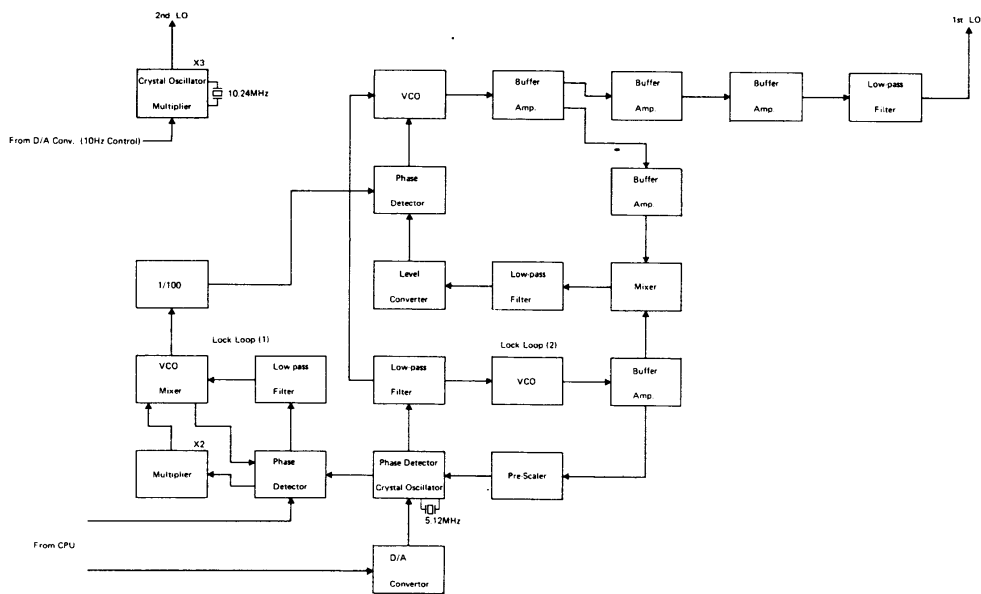 2nd LO
1st LO
X3
Crystal Oscillator
Multiplier
10.24MHz
From D/A Conv. (10Hz Control)
VCO
Buffer
Amp.
Buffer
Amp.
Buffer
Amp.
Low-pass
Filter
Phase
Detector
Buffer
Amp.
1/100
Level
Converter
Low-pass
Filter
Mixer
Lock Loop (1)
Lock Loop (2)
VCO
Mixer
Low-pass
Filter
Low-pass
Filter
VCO
Buffer
Amp.
X2
Multiplier
Phase
Detector
Phase Detector
Crystal Oscillator
Pre-Scaler
5.12MHz
From CPU
D/A
Convertor